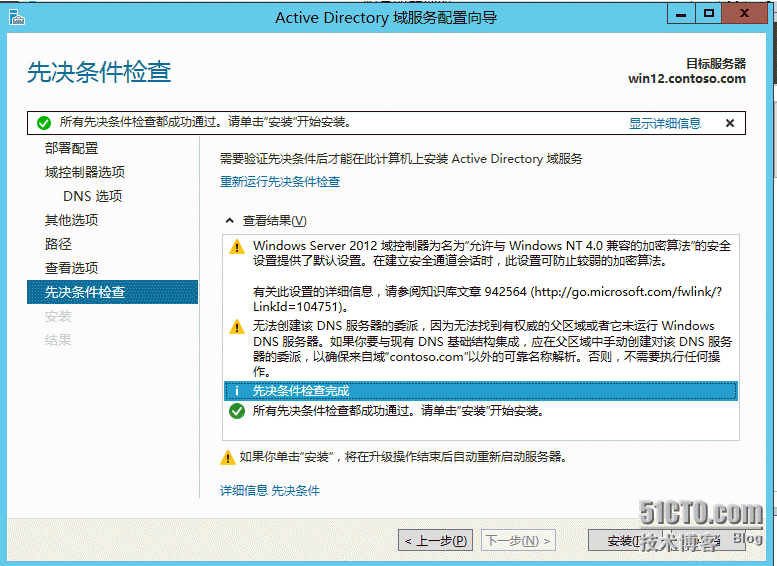 Active Directory 域服务配置向导
先决条件检查
目标服务器
win12.contoso.com
所有先决条件检查都成功通过。请单击"安装"开始安装。
显示详细信息
部署配置
域控制器选项
DNS 选项
其他选项
路径
查看选项
先决条件检查
安装
结果
需要验证先决条件后才能在此计算机上安装 Active Directory 域服务
重新运行先决条件检查
查看结果(V)
Windows Server 2012 域控制器为名为"允许与 Windows NT 4.0 兼容的加密算法"的安全
设置提供了默认设置。在建立安全通道会话时，此设置可防止较弱的加密算法。
有关此设置的详细信息，请参阅知识库文章 942564 (http://go.microsoft.com/fwlink/?
LinkId=104751)。
无法创建该 DNS 服务器的委派，因为无法找到有权威的父区域或者它未运行 Windows
DNS 服务器。如果你要与现有 DNS 基础结构集成，应在父区域中手动创建对该 DNS 服务
器的委派，以确保来自域"contoso.com"以外的可靠名称解析。否则，不需要执行任何操
作。
先决条件检查完成
所有先决条件检查都成功通过。请单击"安装"开始安装。
如果你单击"安装"，将在升级操作结束后自动重新启动服务器。
详细信息 先决条件
< 上一步(P)
下一步(N) >
安装(I)
51CTO.com
技术博客 Blog